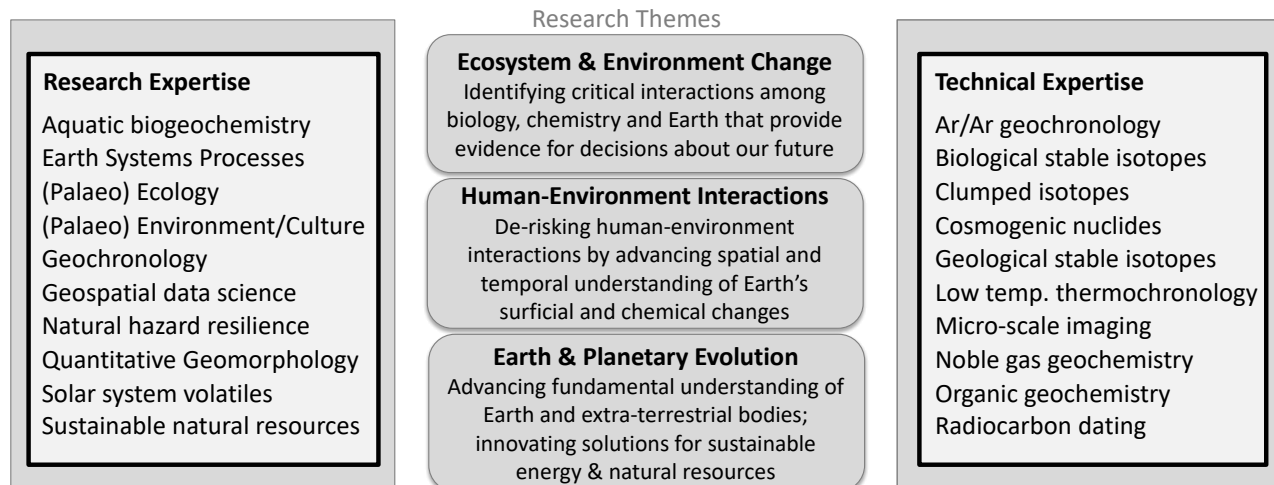 Research Themes
Research Expertise
Aquatic biogeochemistry
Earth Systems Processes
(Palaeo) Ecology
(Palaeo) Environment/Culture
Geochronology
Geospatial data science
Natural hazard resilience
Quantitative Geomorphology
Solar system volatiles
Sustainable natural resources
Ecosystem & Environment Change
Identifying critical interactions among
biology, chemistry and Earth that provide
evidence for decisions about our future
Human-Environment Interactions
De-risking human-environment
interactions by advancing spatial and
temporal understanding of Earth’s
surficial and chemical changes
Earth & Planetary Evolution
Advancing fundamental understanding of
Earth and extra-terrestrial bodies;
innovating solutions for sustainable
energy & natural resources
Technical Expertise
Ar/Ar geochronology
Biological stable isotopes
Clumped isotopes
Cosmogenic nuclides
Geological stable isotopes
Low temp. thermochronology
Micro-scale imaging
Noble gas geochemistry
Organic geochemistry
Radiocarbon dating